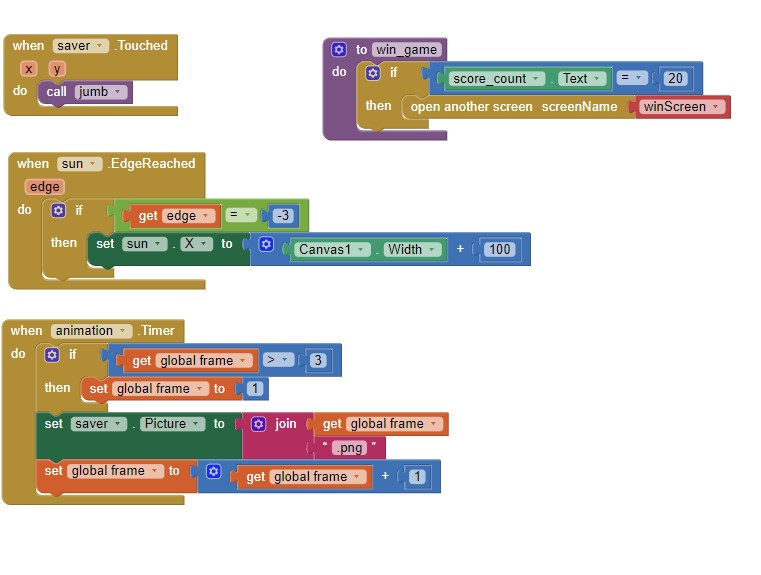 when saver .Touched
x y
do call jumb
to win_game
do if score_count . Text = 20
then open another screen screenName winScreen
when sun .EdgeReached
edge
do if get edge = -3
then set sun . X to Canvas1 . Width + 100
when animation .Timer
do if get global frame > 3
then set global frame to 1
set saver . Picture to join get global frame
" .png "
set global frame to get global frame + 1